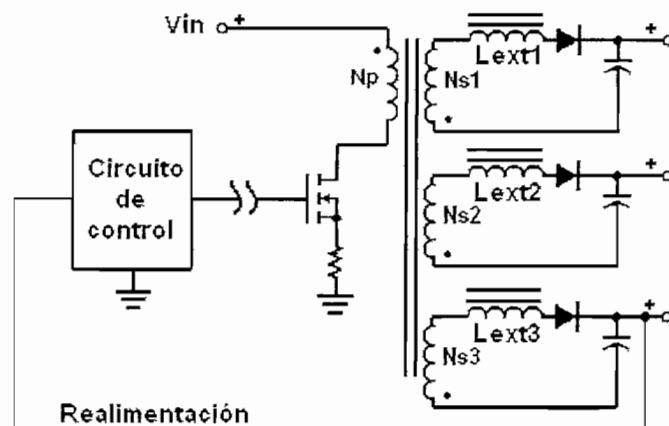 Vin
+
Np
Circuito
de
control
Realimentación
Ns1
Lext1
+
Ns2
Lext2
+
Ns3
Lext3
+